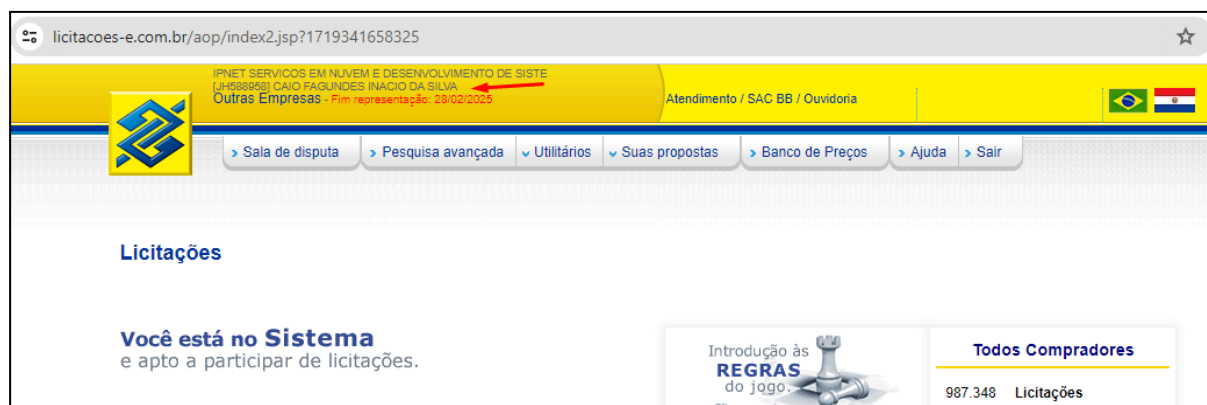 licitacoes-e.com.br/aop/index2.jsp?1719341658325
IPNET SERVICOS EM NUVEM E DESENVOLVIMENTO DE SISTE
[JH588958] CAIO FAGUNDES INACIO DA SILVA
Outras Empresas - Fim representação: 28/02/2025
Atendimento / SAC BB / Ouvidoria
Sala de disputa Pesquisa avançada Utilitários Suas propostas Banco de Preços Ajuda Sair
Licitações
Você está no Sistema
e apto a participar de licitações.
Introdução às
REGRAS
do jogo.
Todos Compradores
987.348 Licitações